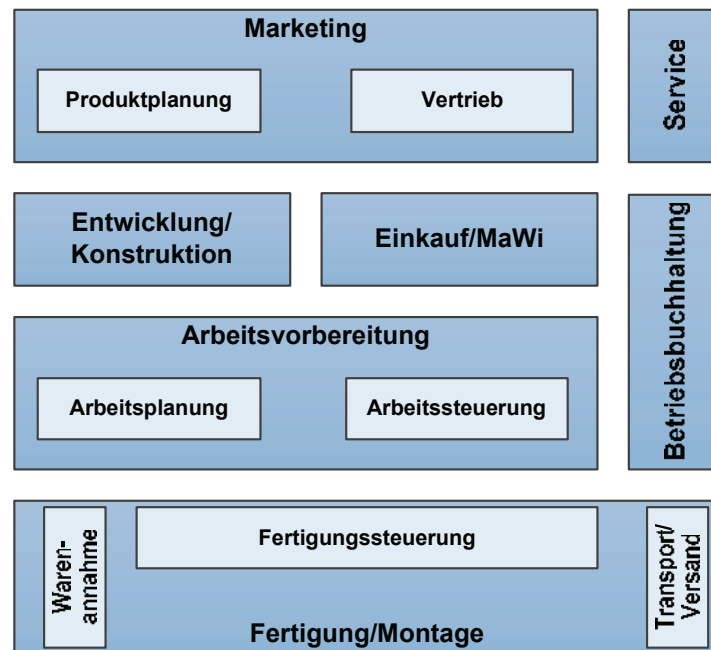 Marketing
Produktplanung
Vertrieb
Service
Entwicklung/
Konstruktion
Einkauf/MaWi
Betriebsbuchhaltung
Arbeitsvorbereitung
Arbeitsplanung
Arbeitssteuerung
Waren-
annahme
Fertigungssteuerung
Transport/
Versand
Fertigung/Montage